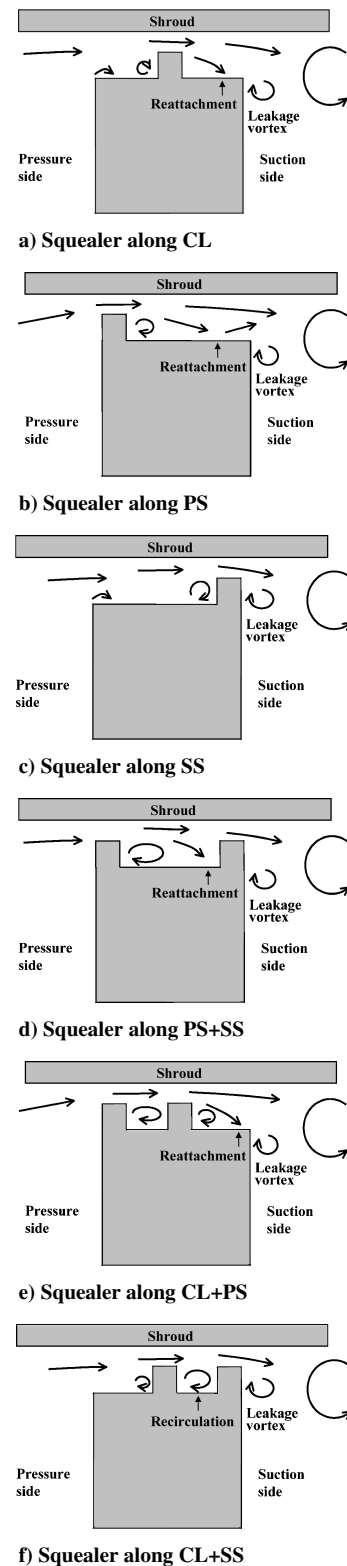 Shroud
Reattachment
Leakage
vortex
Pressure
side
Suction
side
a) Squealer along CL
Shroud
Reattachment
Leakage
vortex
Pressure
side
Suction
side
b) Squealer along PS
Shroud
Leakage
vortex
Pressure
side
Suction
side
c) Squealer along SS
Shroud
Reattachment
Leakage
vortex
Pressure
side
Suction
side
d) Squealer along PS+SS
Shroud
Reattachment
Leakage
vortex
Pressure
side
Suction
side
e) Squealer along CL+PS
Shroud
Recirculation
Leakage
vortex
Pressure
side
Suction
side
f) Squealer along CL+SS